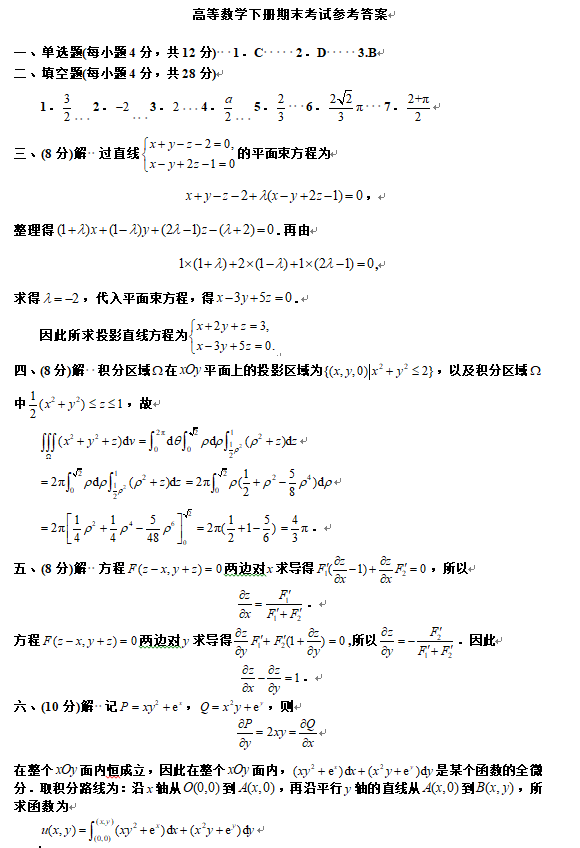 高等数学下册期末考试参考答案
一、单选题(每小题 4 分，共 12 分)···1．C·····2．D·····3.B
二、填空题(每小题 4 分，共 28 分)
1．3/2 ···2．−2 ···3．2 ···4．a/2 ···5．2/3 ···6．2√2/3 π···7．2+π/2
三、(8 分)解··过直线{x+y−z−2=0, x−y+2z−1=0 的平面束方程为
x+y−z−2+λ(x−y+2z−1)=0，
整理得(1+λ)x+(1−λ)y+(2λ−1)z−(λ+2)=0．再由
1×(1+λ)+2×(1−λ)+1×(2λ−1)=0,
求得λ=−2，代入平面束方程，得x−3y+5z=0．
因此所求投影直线方程为{x+2y+z=3, x−3y+5z=0.
四、(8 分)解··积分区域Ω在xOy平面上的投影区域为{(x,y,0)|x²+y²≤2}，以及积分区域Ω
中1/2(x²+y²)≤z≤1，故
∭_Ω(x²+y²+z)dv=∫_0^{2π}dθ∫_0^{√2}ρdρ∫_{1/2ρ²}^1(ρ²+z)dz
=2π∫_0^{√2}ρdρ∫_{1/2ρ²}^1(ρ²+z)dz=2π∫_0^{√2}ρ(1/2+ρ²−5/8ρ⁴)dρ
=2π[1/4ρ²+1/4ρ⁴−5/48ρ⁶]_0^{√2}=2π(1/2+1−5/6)=4/3π．
五、(8 分)解··方程F(z−x,y+z)=0两边对x求导得F₁′(∂z/∂x−1)+∂z/∂x F₂′=0，所以
∂z/∂x=F₁′/(F₁′+F₂′)．
方程F(z−x,y+z)=0两边对y求导得∂z/∂y F₁′+F₂′(1+∂z/∂y)=0,所以∂z/∂y=−F₂′/(F₁′+F₂′)．因此
∂z/∂x−∂z/∂y=1．
六、(10 分)解··记P=xy²+eˣ，Q=x²y+eʸ，则
∂P/∂y=2xy=∂Q/∂x
在整个xOy面内恒成立，因此在整个xOy面内，(xy²+eˣ)dx+(x²y+eʸ)dy是某个函数的全微
分．取积分路线为：沿x轴从O(0,0)到A(x,0)，再沿平行y轴的直线从A(x,0)到B(x,y)，所
求函数为
u(x,y)=∫_{(0,0)}^{(x,y)}(xy²+eˣ)dx+(x²y+eʸ)dy